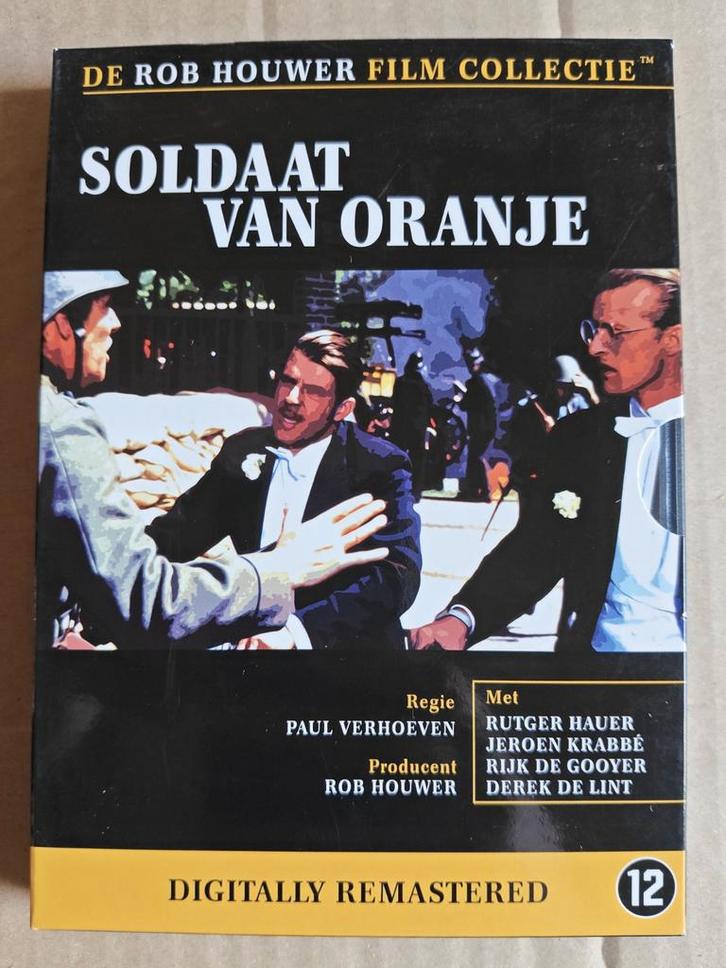 DE ROB HOUWER FILM COLLECTIE™
SOLDAAT
VAN ORANJE
Regie
PAUL VERHOEVEN
Producent
ROB HOUWER
Met
RUTGER HAUER
JEROEN KRABBÉ
RIJK DE GOOYER
DEREK DE LINT
DIGITALLY REMASTERED
12